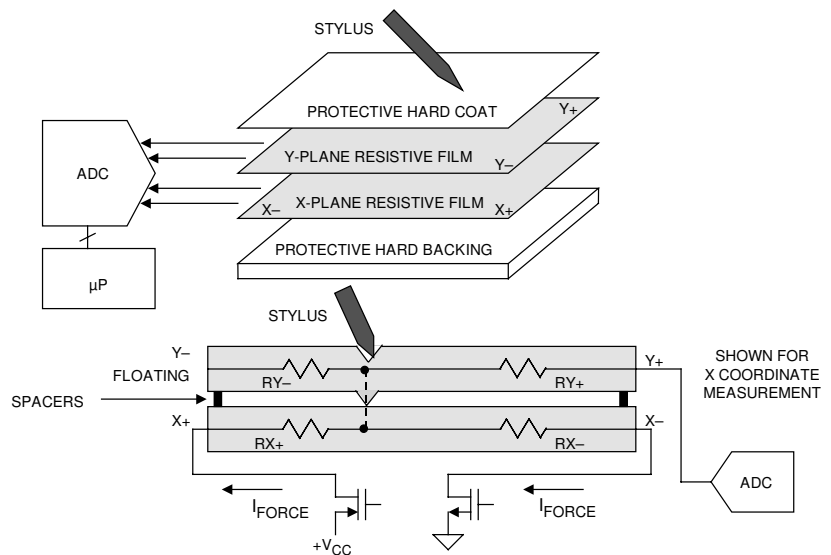 STYLUS
PROTECTIVE HARD COAT
Y+
ADC
Y-PLANE RESISTIVE FILM
Y–
X-PLANE RESISTIVE FILM
X–
X+
PROTECTIVE HARD BACKING
µP
STYLUS
Y–
FLOATING
RY–
RY+
Y+
SHOWN FOR
X COORDINATE
MEASUREMENT
SPACERS
X+
X–
RX+
RX–
IFORCE
IFORCE
ADC
+VCC